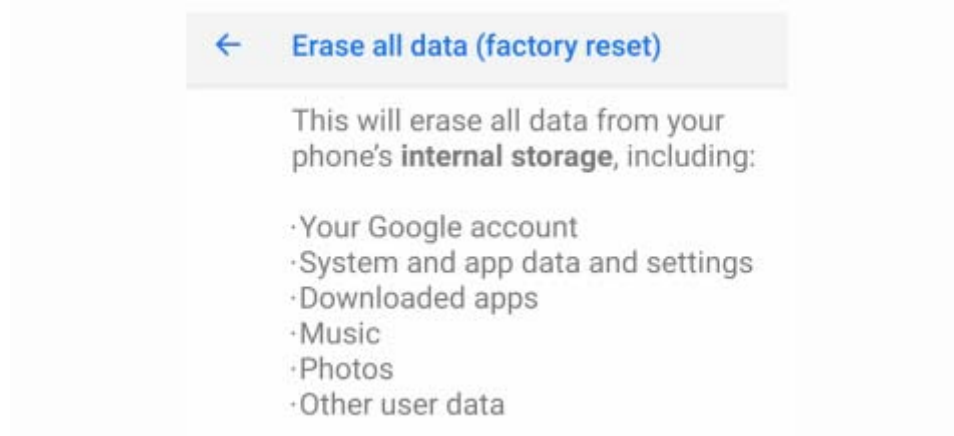 Erase all data (factory reset)
This will erase all data from your
phone's internal storage, including:
·Your Google account
·System and app data and settings
·Downloaded apps
·Music
·Photos
·Other user data